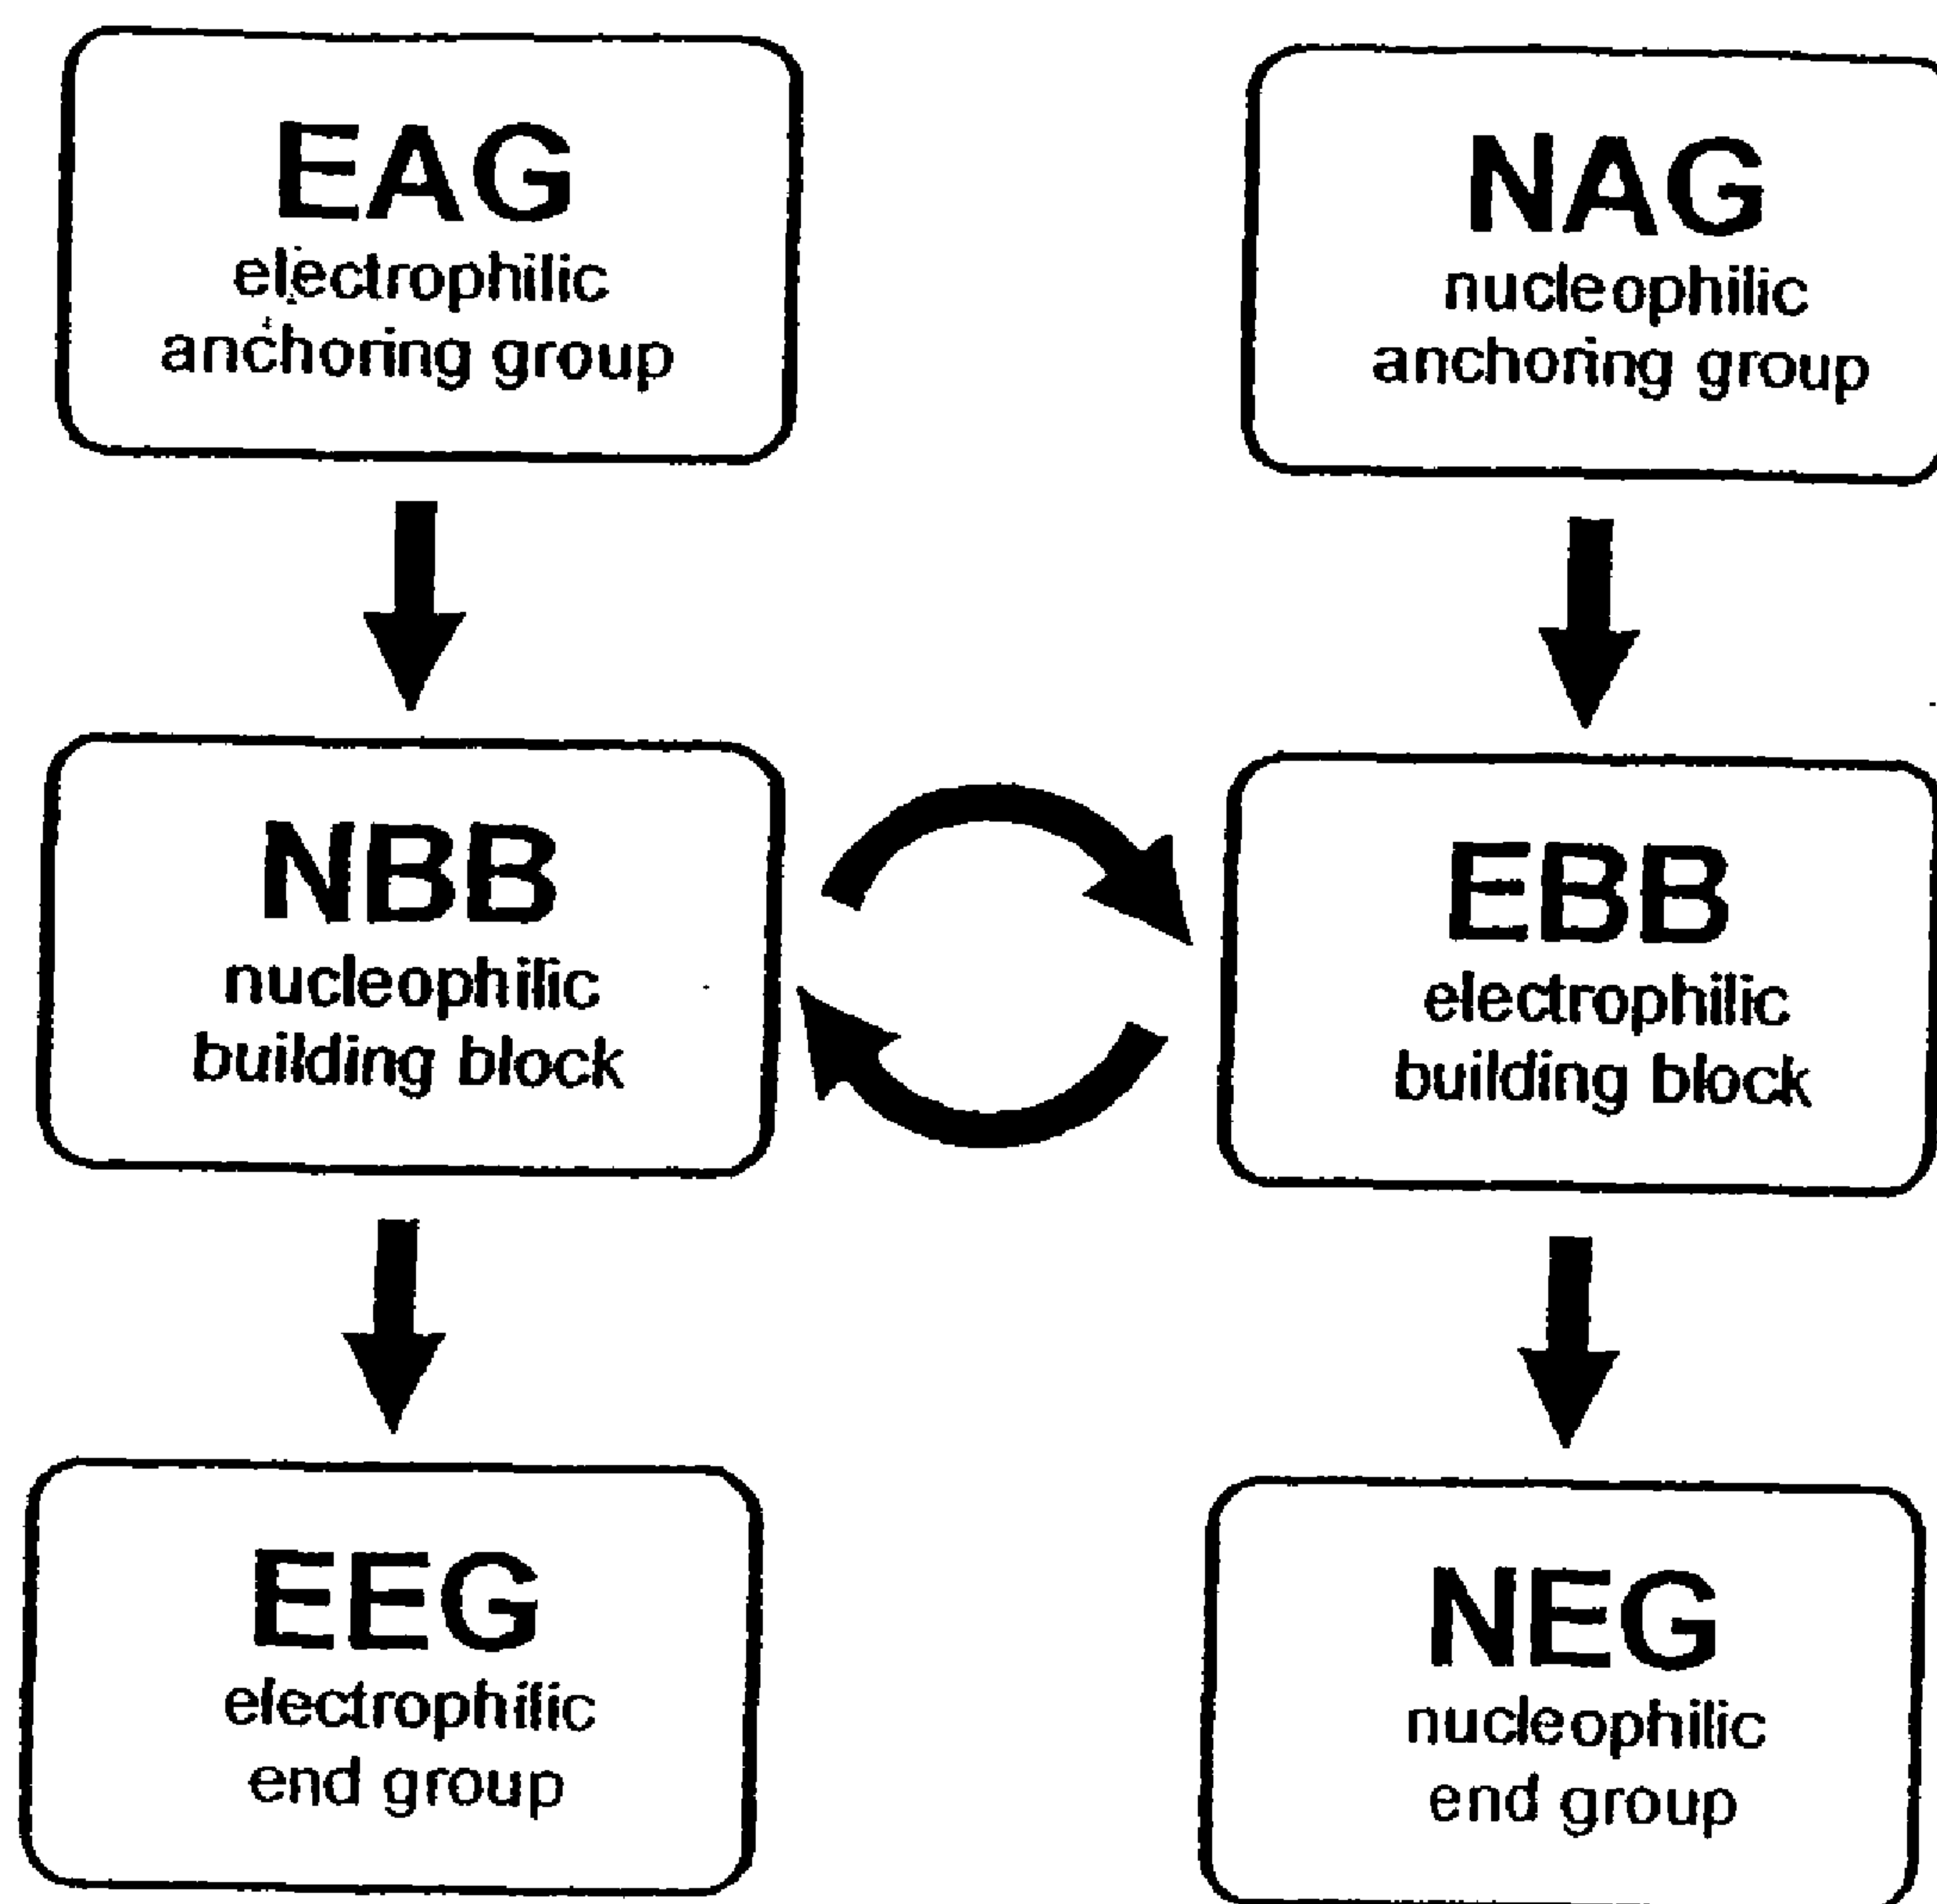 EAG
electrophilic
anchoring group
NAG
nucleophilic
anchoring group
NBB
nucleophilic
building block
EBB
electrophilic
building block
EEG
electrophilic
end group
NEG
nucleophilic
end group